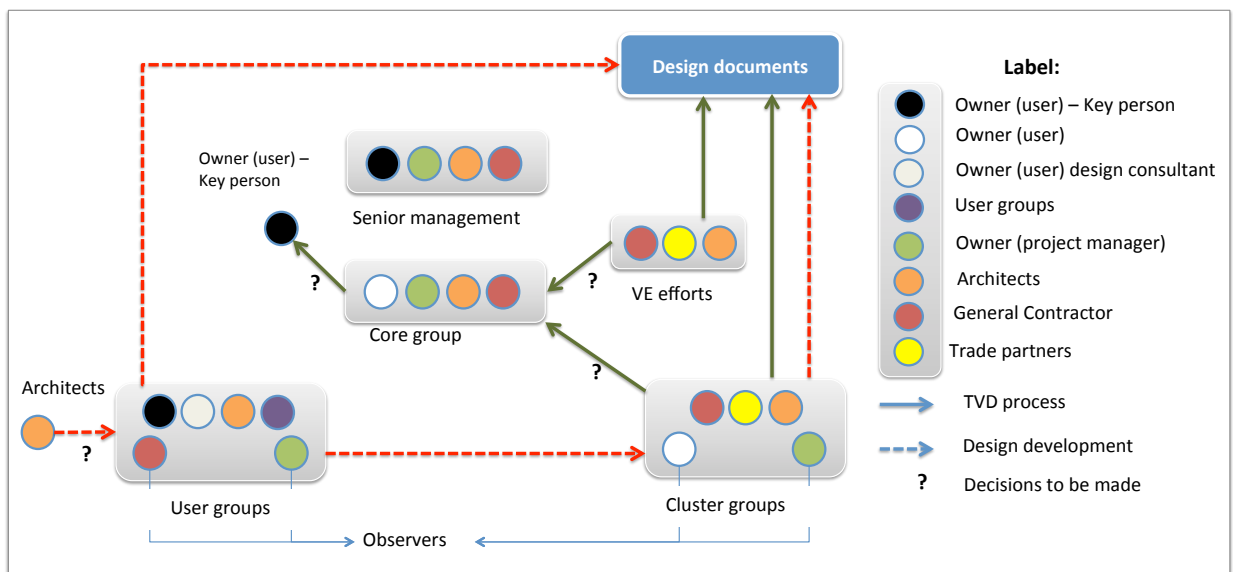 Design documents
Label:
Owner (user) – Key person
Owner (user)
Owner (user) design consultant
User groups
Owner (project manager)
Architects
General Contractor
Trade partners
TVD process
Design development
? Decisions to be made
Owner (user) –
Key person
Senior management
?
Core group
?
VE efforts
?
Architects
?
User groups
Cluster groups
Observers